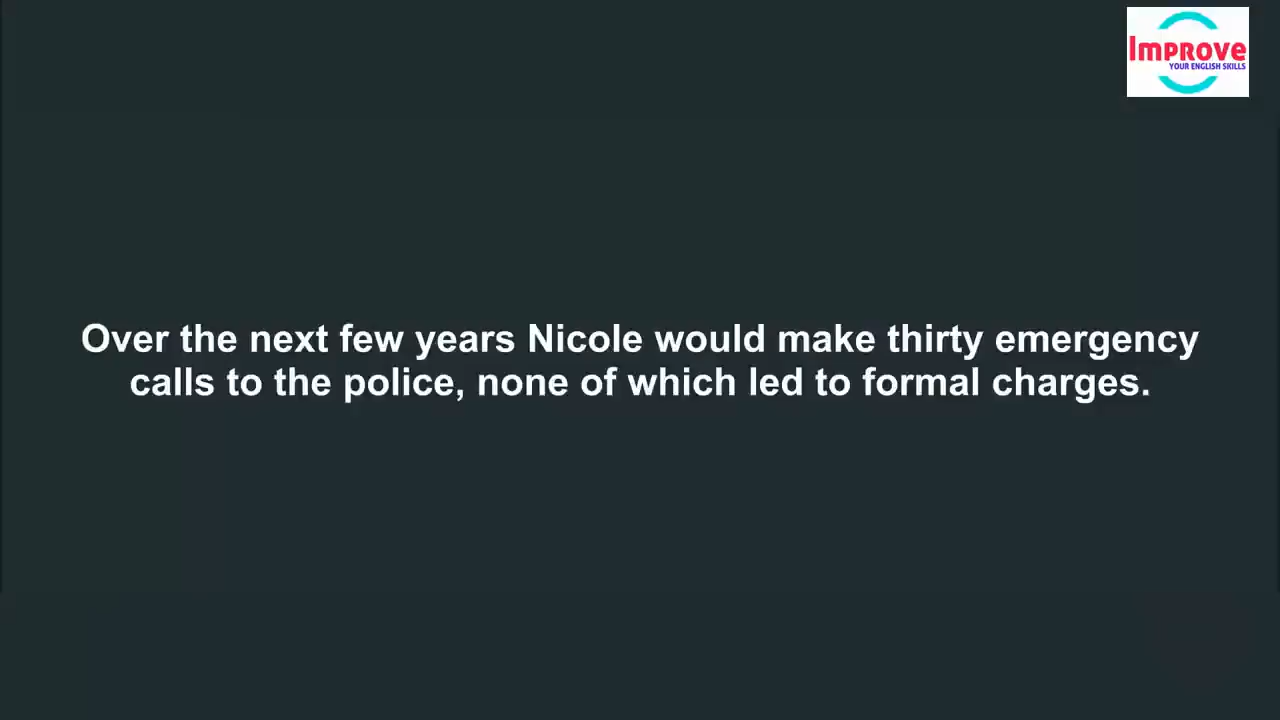 Improve
YOUR ENGLISH SKILLS
Over the next few years Nicole would make thirty emergency
calls to the police, none of which led to formal charges.